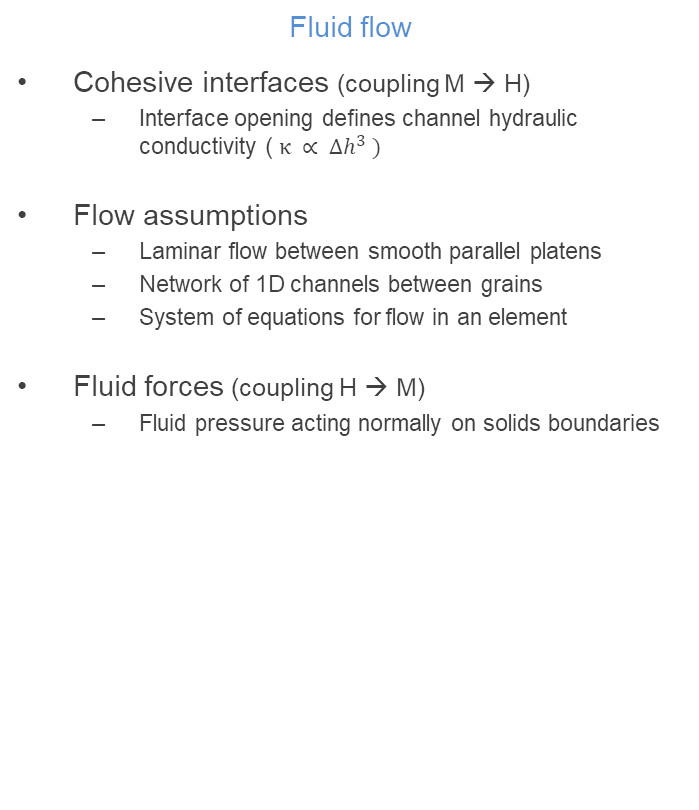 Fluid flow
• Cohesive interfaces (coupling M → H)
– Interface opening defines channel hydraulic
conductivity ( κ ∝ Δℎ³ )
• Flow assumptions
– Laminar flow between smooth parallel platens
– Network of 1D channels between grains
– System of equations for flow in an element
• Fluid forces (coupling H → M)
– Fluid pressure acting normally on solids boundaries